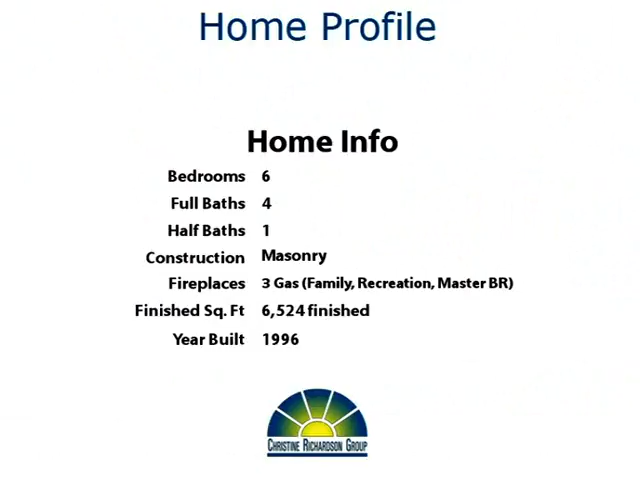 Home Profile
Home Info
Bedrooms 6
Full Baths 4
Half Baths 1
Construction Masonry
Fireplaces 3 Gas (Family, Recreation, Master BR)
Finished Sq. Ft 6,524 finished
Year Built 1996
CHRISTINE RICHARDSON GROUP